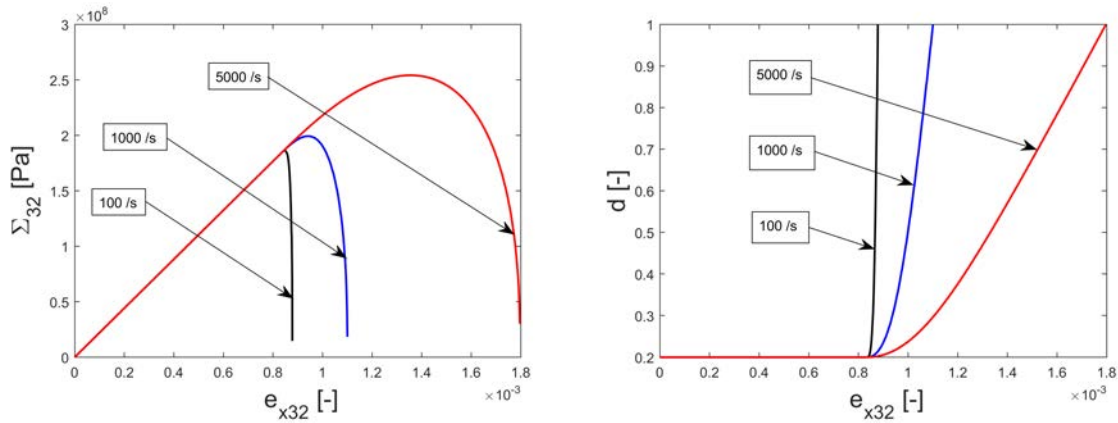 ×10⁸
3
2.5
2
1.5
1
0.5
0
Σ₃₂ [Pa]
5000 /s
1000 /s
100 /s
0 0.2 0.4 0.6 0.8 1 1.2 1.4 1.6 1.8
×10⁻³
eₓ₃₂ [-]
1
0.9
0.8
0.7
0.6
0.5
0.4
0.3
0.2
d [-]
5000 /s
1000 /s
100 /s
0 0.2 0.4 0.6 0.8 1 1.2 1.4 1.6 1.8
×10⁻³
eₓ₃₂ [-]